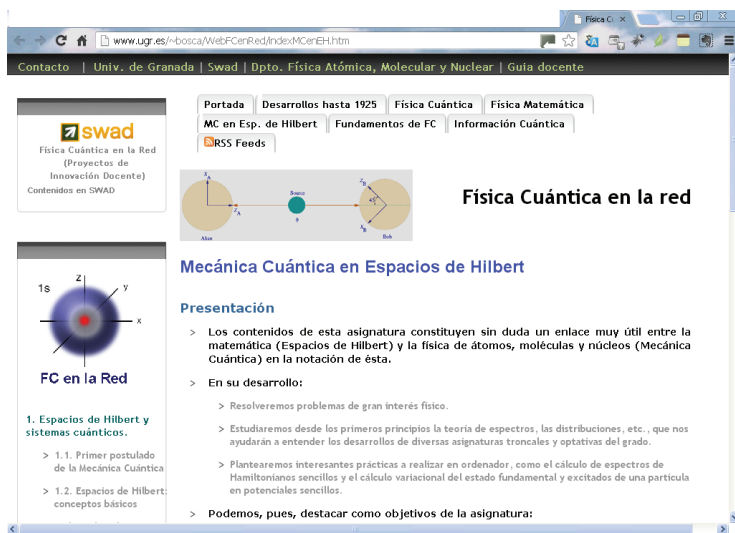 Física Cu
www.ugr.es/~bosca/WebFCenRed/indexMCenEH.htm
Contacto | Univ. de Granada | Swad | Dpto. Física Atómica, Molecular y Nuclear | Guia docente
Portada Desarrollos hasta 1925 Física Cuántica Física Matemática
MC en Esp. de Hilbert Fundamentos de FC Información Cuántica
RSS Feeds
swad
Física Cuántica en la Red
(Proyectos de
Innovación Docente)
Contenidos en SWAD
X_A
Z_A
Source
Z_B
45°
X_B
Alice
Bob
Física Cuántica en la red
1s
z
y
x
FC en la Red
1. Espacios de Hilbert y
sistemas cuánticos.
> 1.1. Primer postulado
de la Mecánica Cuántica
> 1.2. Espacios de Hilbert:
conceptos básicos
Mecánica Cuántica en Espacios de Hilbert
Presentación
> Los contenidos de esta asignatura constituyen sin duda un enlace muy útil entre la
matemática (Espacios de Hilbert) y la física de átomos, moléculas y núcleos (Mecánica
Cuántica) en la notación de ésta.
> En su desarrollo:
> Resolveremos problemas de gran interés físico.
> Estudiaremos desde los primeros principios la teoría de espectros, las distribuciones, etc., que nos
ayudarán a entender los desarrollos de diversas asignaturas troncales y optativas del grado.
> Plantearemos interesantes prácticas a realizar en ordenador, como el cálculo de espectros de
Hamiltonianos sencillos y el cálculo variacional del estado fundamental y excitados de una partícula
en potenciales sencillos.
> Podemos, pues, destacar como objetivos de la asignatura: